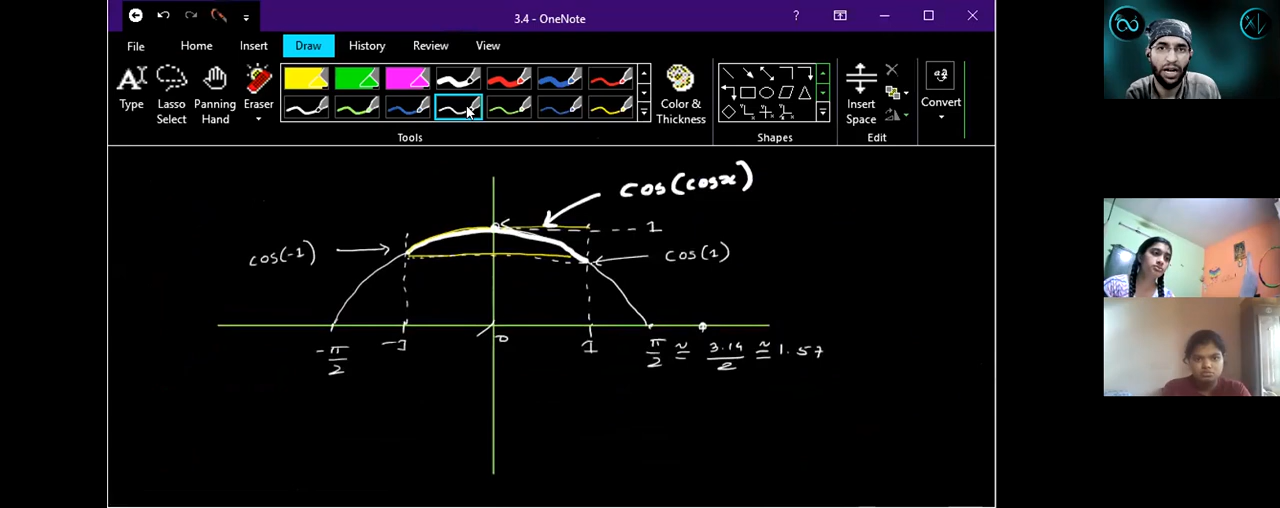 3.4 - OneNote
?
File Home Insert Draw History Review View
Type
Lasso Select
Panning Hand
Eraser
Color & Thickness
Insert Space
Convert
Tools
Shapes
Edit
cos(cosx)
1
cos(-1)
cos(1)
-π/2
-1
0
1
π/2 ≈ 3.14/2 ≈ 1.57